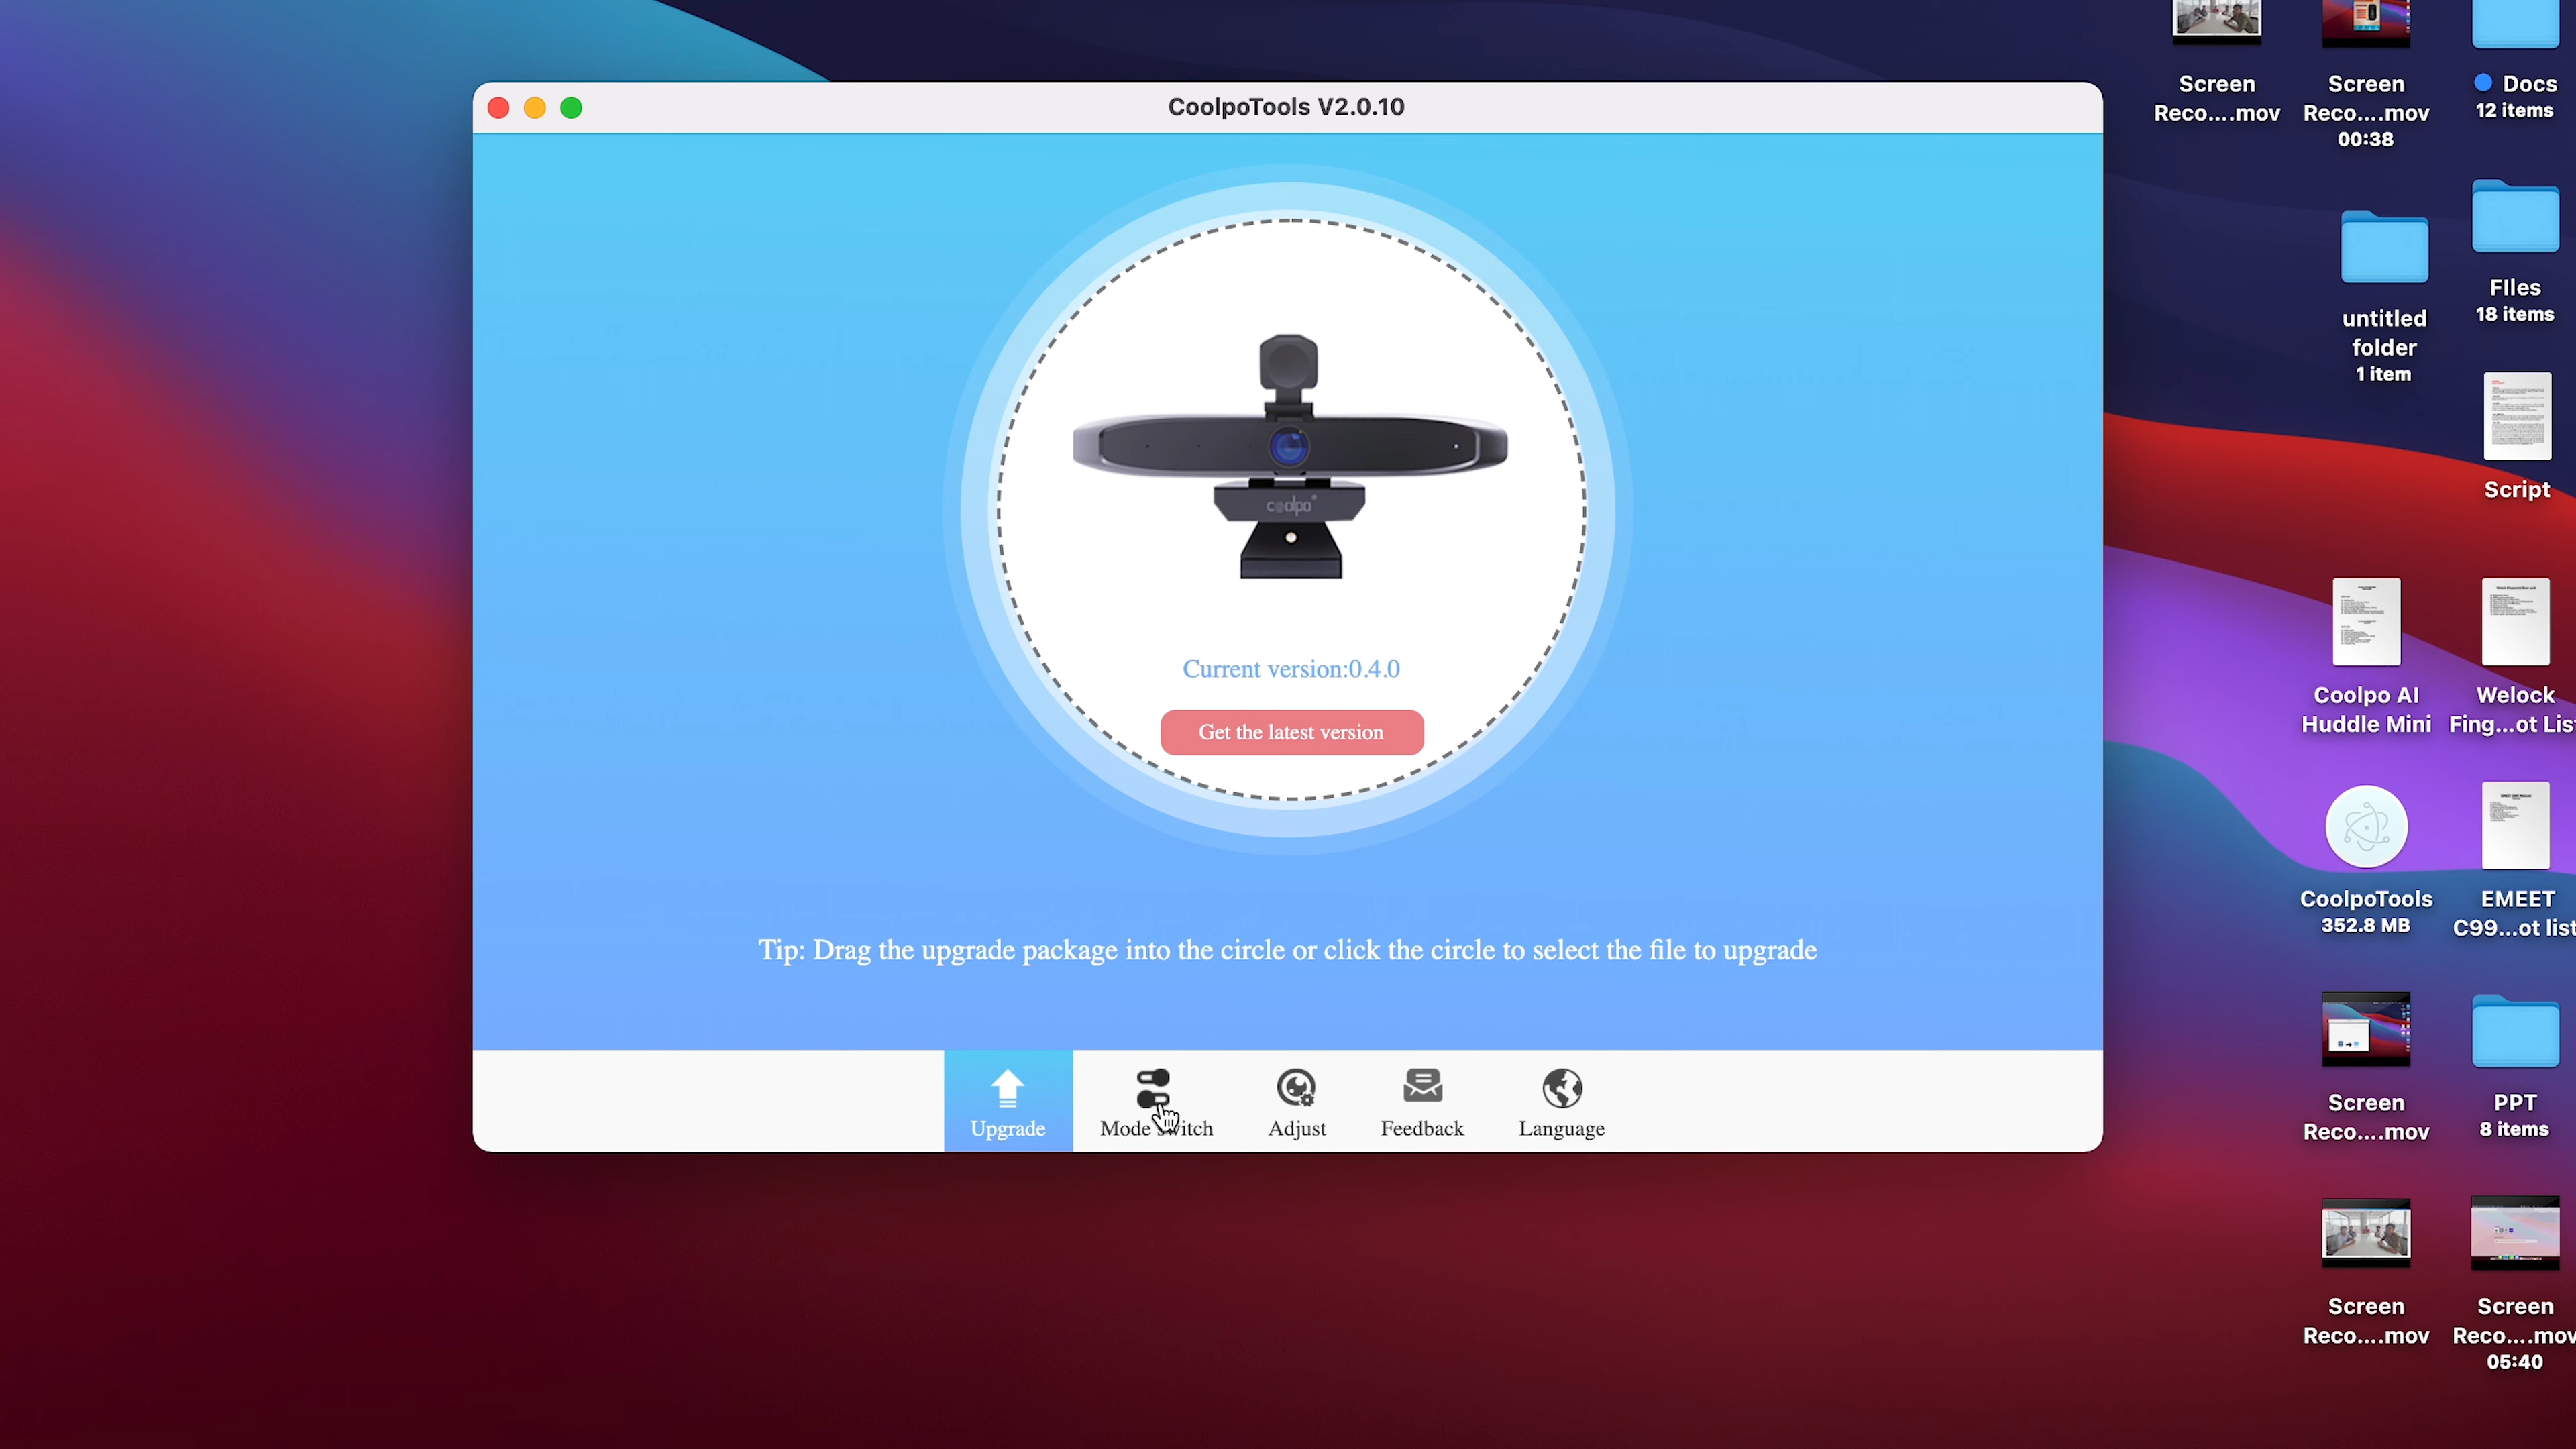 CoolpoTools V2.0.10
coolpo
Current version:0.4.0
Get the latest version
Tip: Drag the upgrade package into the circle or click the circle to select the file to upgrade
Upgrade
Mode
Adjust
Feedback
Language
Screen
Reco....mov
Screen
Reco....mov
00:38
Docs
12 items
untitled
folder
1 item
FIles
18 items
Script
Coolpo AI
Huddle Mini
Welock
Fing...ot List
CoolpoTools
352.8 MB
EMEET
C99...ot list
Screen
Reco....mov
PPT
8 items
Screen
Reco....mov
Screen
Reco....mov
05:40